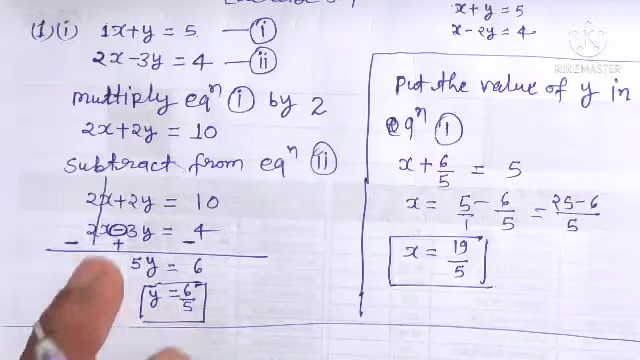 (1)(i) 1x+y = 5 — (i)
2x-3y = 4 — (ii)
multiply eqⁿ (i) by 2
2x+2y = 10
subtract from eqⁿ (ii)
2x+2y = 10
2x-3y = 4
- + -
5y = 6
y = 6/5
x+y = 5
x-2y = 4
KINEMASTER
Put the value of y in
eqⁿ (i)
x + 6/5 = 5
x = 5/1 - 6/5 = 25-6/5
x = 19/5